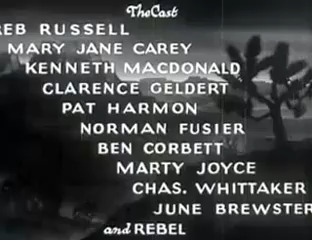 The Cast
REB RUSSELL
MARY JANE CAREY
KENNETH MACDONALD
CLARENCE GELDERT
PAT HARMON
NORMAN FUSIER
BEN CORBETT
MARTY JOYCE
CHAS. WHITTAKER
JUNE BREWSTER
and REBEL